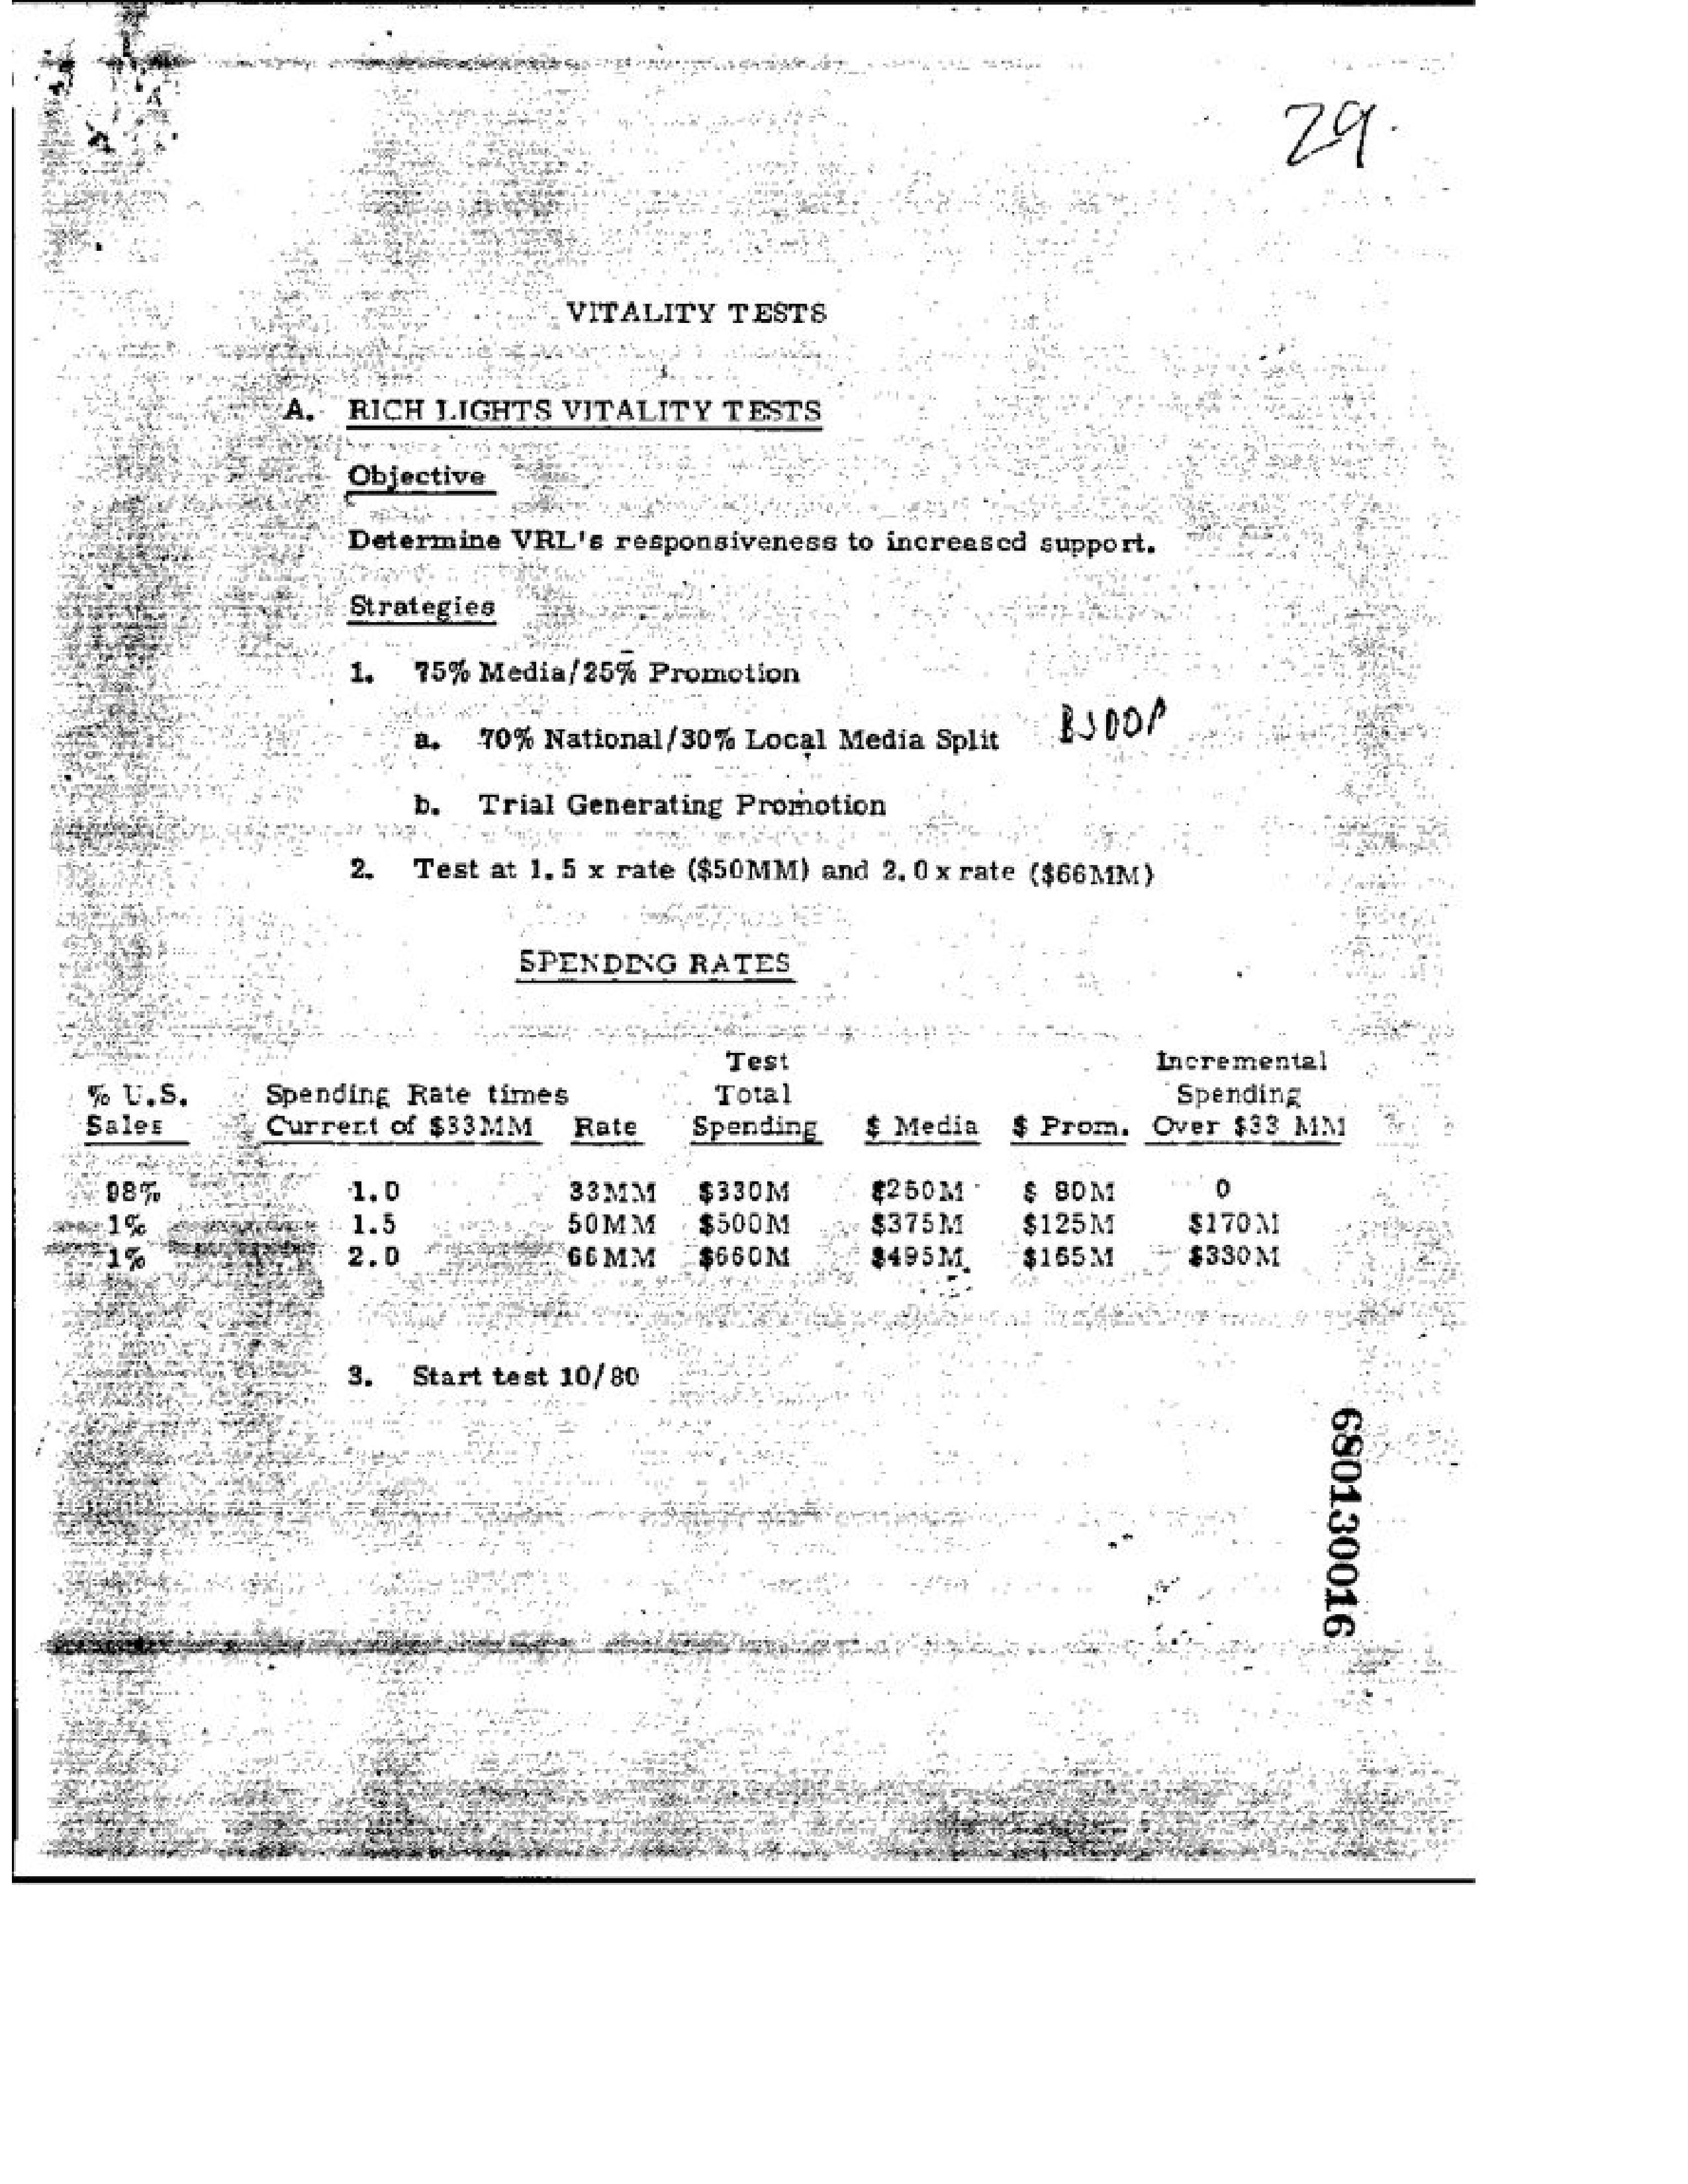 29.
VITALITY TESTS
A. RICH LIGHTS VITALITY TESTS
Objective
Determine VRL's responsiveness to increased support.
Strategies
1. 75% Media/25% Promotion
a. 70% National/30% Local Media Split
b. Trial Generating Promotion
2. Test at 1.5 x rate ($50MM) and 2.0 x rate ($66MM)
SPENDING RATES
Test Incremental
% U.S. Spending Rate times Total Spending
Sales Current of $33MM Rate Spending $ Media $ Prom. Over $33 MM
98% 1.0 33MM $330M $250M $ 80M 0
1% 1.5 50MM $500M $375M $125M $170M
1% 2.0 66MM $660M $495M $165M $330M
3. Start test 10/80
680130016